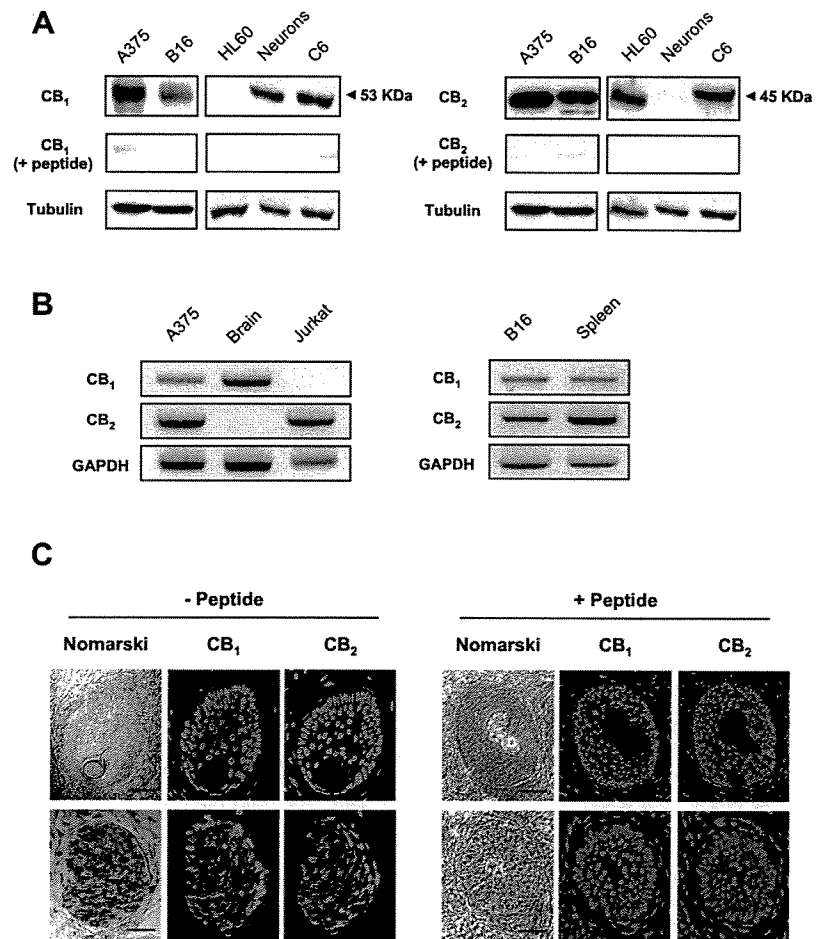 A
A375 B16 HL60 Neurons C6
CB₁ ◄ 53 KDa
CB₁
(+ peptide)
Tubulin
A375 B16 HL60 Neurons C6
CB₂ ◄ 45 KDa
CB₂
(+ peptide)
Tubulin
B
A375 Brain Jurkat
CB₁
CB₂
GAPDH
B16 Spleen
CB₁
CB₂
GAPDH
C
- Peptide
Nomarski CB₁ CB₂
+ Peptide
Nomarski CB₁ CB₂